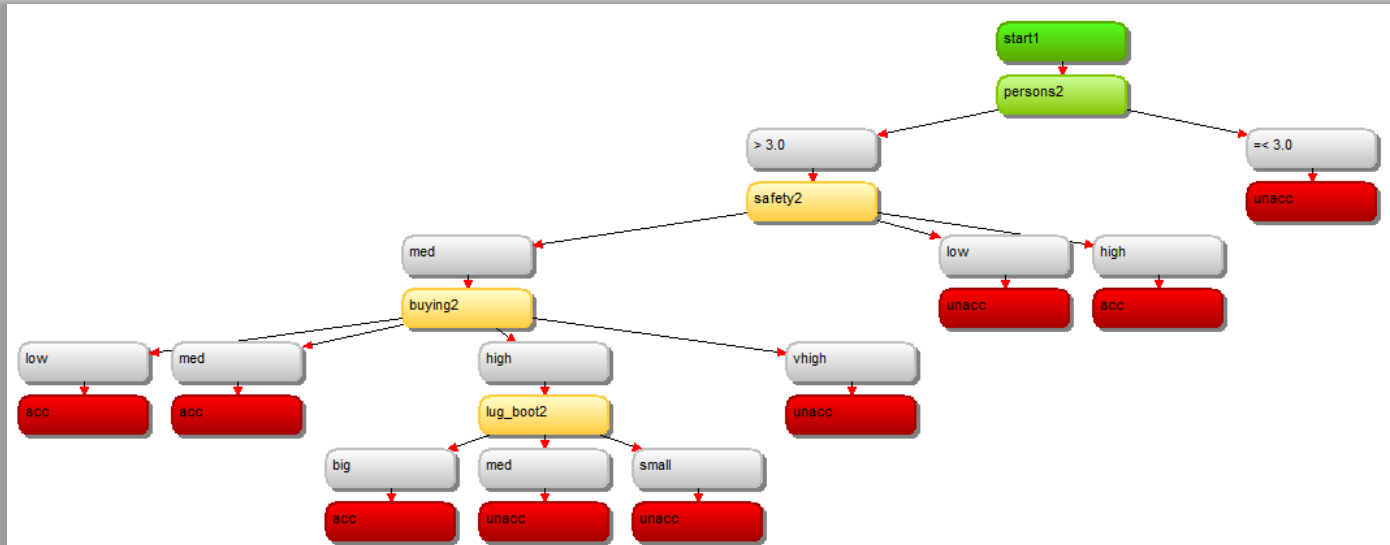 start1
persons2
> 3.0
=< 3.0
safety2
unacc
med
low
high
buying2
unacc
acc
low
med
high
vhigh
acc
acc
lug_boot2
unacc
big
med
small
acc
unacc
unacc